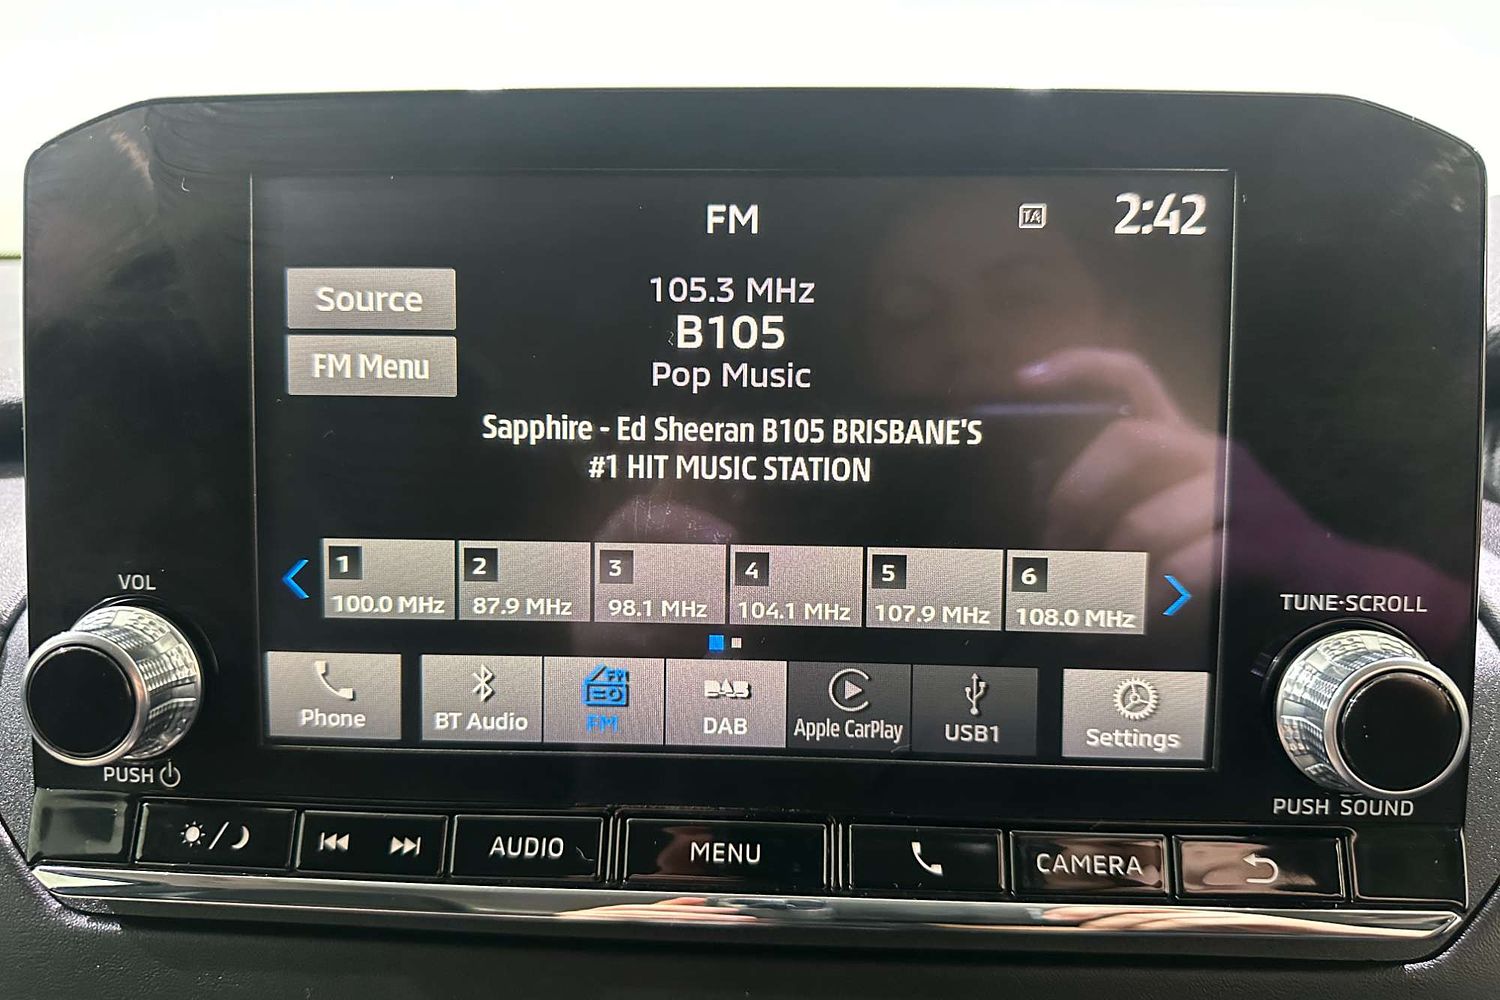 FM
TA
2:42
Source
FM Menu
105.3 MHz
B105
Pop Music
Sapphire - Ed Sheeran B105 BRISBANE'S
#1 HIT MUSIC STATION
1
100.0 MHz
2
87.9 MHz
3
98.1 MHz
4
104.1 MHz
5
107.9 MHz
6
108.0 MHz
VOL
PUSH
TUNE·SCROLL
PUSH SOUND
Phone
BT Audio
FM
FM
DAB
DAB
Apple CarPlay
USB1
Settings
AUDIO
MENU
CAMERA